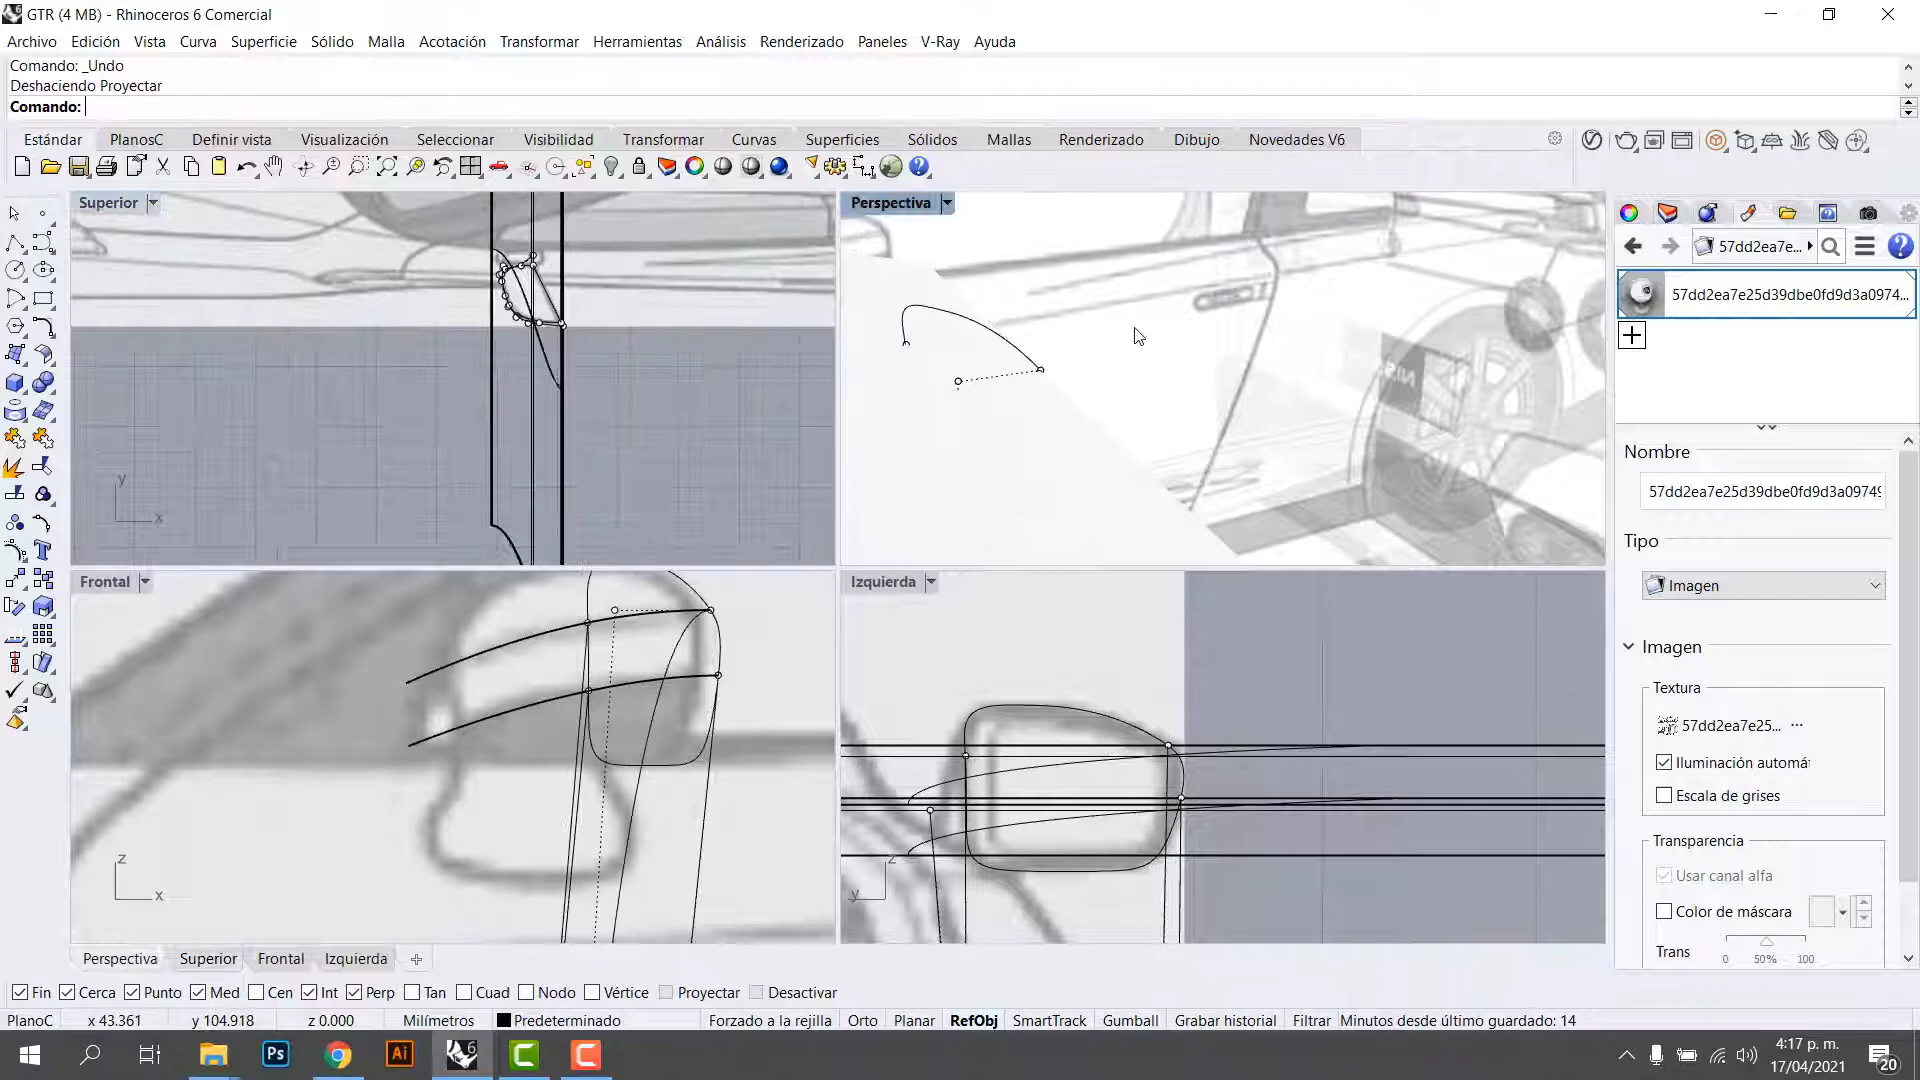 GTR (4 MB) - Rhinoceros 6 Comercial
Archivo Edición Vista Curva Superficie Sólido Malla Acotación Transformar Herramientas Análisis Renderizado Paneles V-Ray Ayuda
Comando: _Undo
Deshaciendo Proyectar
Comando:
Estándar PlanosC Definir vista Visualización Seleccionar Visibilidad Transformar Curvas Superficies Sólidos Mallas Renderizado Dibujo Novedades V6
Superior
Perspectiva
57dd2ea7e...
57dd2ea7e25d39dbe0fd9d3a0974...
Nombre
57dd2ea7e25d39dbe0fd9d3a09749
Tipo
Imagen
Imagen
Textura
57dd2ea7e25... ...
Iluminación automá
Escala de grises
Transparencia
Usar canal alfa
Color de máscara
Trans
0 50% 100
y
x
Frontal
Izquierda
z
x
z
y
Perspectiva Superior Frontal Izquierda
Fin Cerca Punto Med Cen Int Perp Tan Cuad Nodo Vértice Proyectar Desactivar
PlanoC x 43.361 y 104.918 z 0.000 Milímetros Predeterminado Forzado a la rejilla Orto Planar RefObj SmartTrack Gumball Grabar historial Filtrar Minutos desde último guardado: 14
Ps
Ai
6
4:17 p. m.
17/04/2021
20